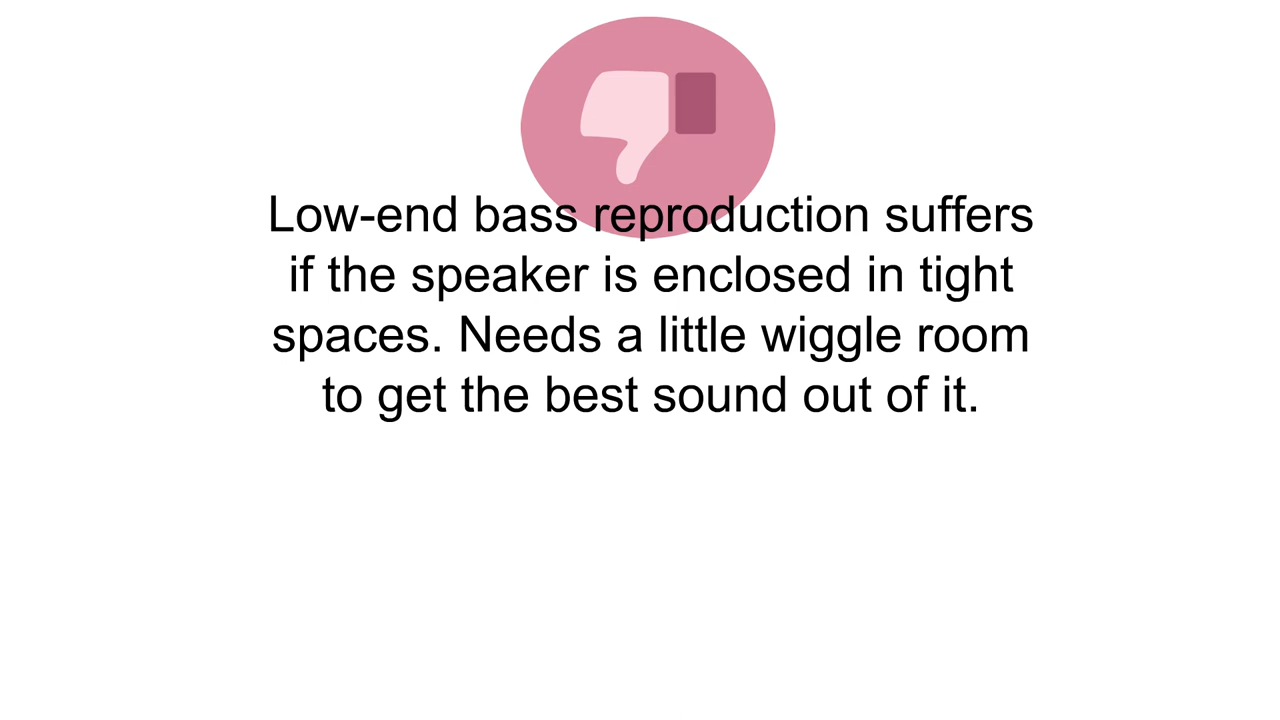 Low-end bass reproduction suffers
if the speaker is enclosed in tight
spaces. Needs a little wiggle room
to get the best sound out of it.